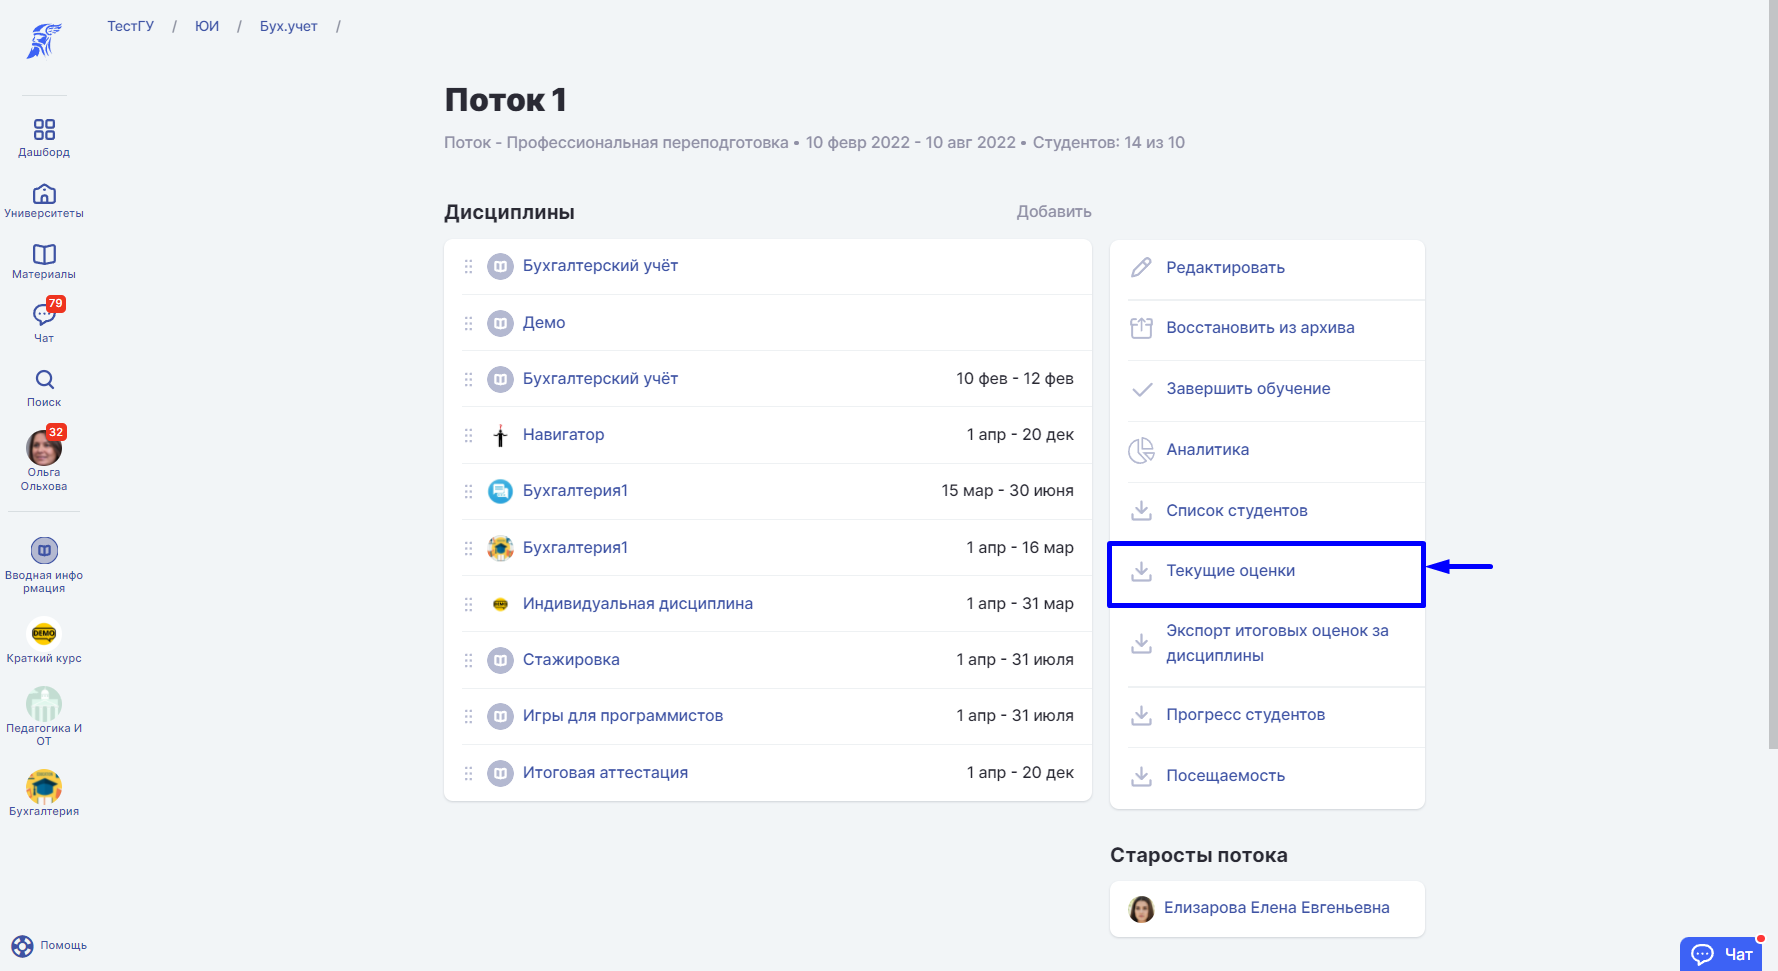 ТестГУ / ЮИ / Бух.учет /
Дашборд
Университеты
Материалы
79
Чат
Поиск
32
Ольга
Ольхова
Вводная инфо
рмация
DEMO
Краткий курс
Педагогика И
ОТ
Бухгалтерия
Помощь
Поток 1
Поток - Профессиональная переподготовка • 10 февр 2022 - 10 авг 2022 • Студентов: 14 из 10
Дисциплины
Добавить
Бухгалтерский учёт
Демо
Бухгалтерский учёт 10 фев - 12 фев
Навигатор 1 апр - 20 дек
Бухгалтерия1 15 мар - 30 июня
Бухгалтерия1 1 апр - 16 мар
DEMO
Индивидуальная дисциплина 1 апр - 31 мар
Стажировка 1 апр - 31 июля
Игры для программистов 1 апр - 31 июля
Итоговая аттестация 1 апр - 20 дек
Редактировать
Восстановить из архива
Завершить обучение
Аналитика
Список студентов
Текущие оценки
Экспорт итоговых оценок за
дисциплины
Прогресс студентов
Посещаемость
Старосты потока
Елизарова Елена Евгеньевна
Чат